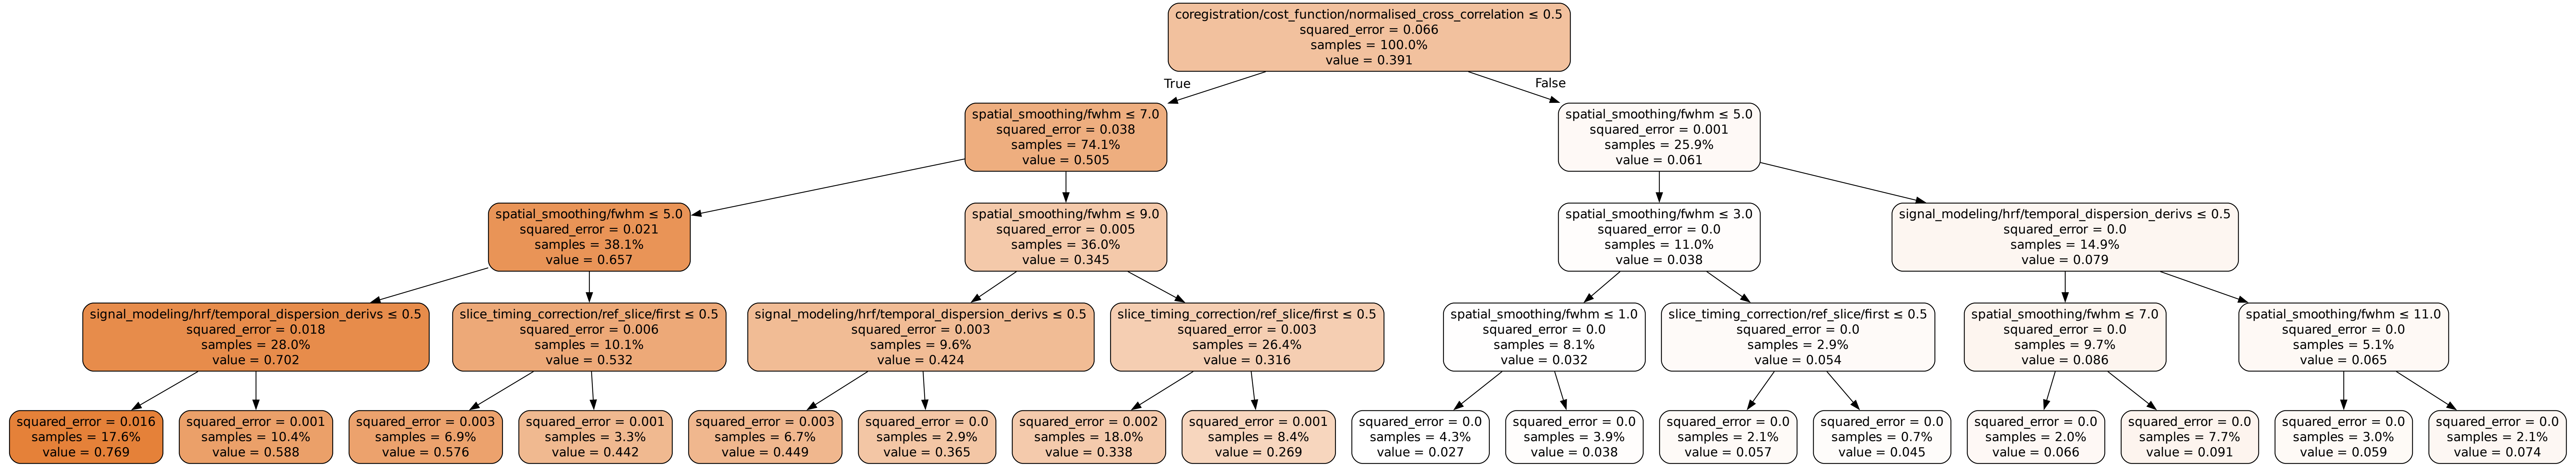 coregistration/cost_function/normalised_cross_correlation ≤ 0.5
squared_error = 0.066
samples = 100.0%
value = 0.391
True
False
spatial_smoothing/fwhm ≤ 7.0
squared_error = 0.038
samples = 74.1%
value = 0.505
spatial_smoothing/fwhm ≤ 5.0
squared_error = 0.001
samples = 25.9%
value = 0.061
spatial_smoothing/fwhm ≤ 5.0
squared_error = 0.021
samples = 38.1%
value = 0.657
spatial_smoothing/fwhm ≤ 9.0
squared_error = 0.005
samples = 36.0%
value = 0.345
spatial_smoothing/fwhm ≤ 3.0
squared_error = 0.0
samples = 11.0%
value = 0.038
signal_modeling/hrf/temporal_dispersion_derivs ≤ 0.5
squared_error = 0.0
samples = 14.9%
value = 0.079
signal_modeling/hrf/temporal_dispersion_derivs ≤ 0.5
squared_error = 0.018
samples = 28.0%
value = 0.702
slice_timing_correction/ref_slice/first ≤ 0.5
squared_error = 0.006
samples = 10.1%
value = 0.532
signal_modeling/hrf/temporal_dispersion_derivs ≤ 0.5
squared_error = 0.003
samples = 9.6%
value = 0.424
slice_timing_correction/ref_slice/first ≤ 0.5
squared_error = 0.003
samples = 26.4%
value = 0.316
spatial_smoothing/fwhm ≤ 1.0
squared_error = 0.0
samples = 8.1%
value = 0.032
slice_timing_correction/ref_slice/first ≤ 0.5
squared_error = 0.0
samples = 2.9%
value = 0.054
spatial_smoothing/fwhm ≤ 7.0
squared_error = 0.0
samples = 9.7%
value = 0.086
spatial_smoothing/fwhm ≤ 11.0
squared_error = 0.0
samples = 5.1%
value = 0.065
squared_error = 0.016
samples = 17.6%
value = 0.769
squared_error = 0.001
samples = 10.4%
value = 0.588
squared_error = 0.003
samples = 6.9%
value = 0.576
squared_error = 0.001
samples = 3.3%
value = 0.442
squared_error = 0.003
samples = 6.7%
value = 0.449
squared_error = 0.0
samples = 2.9%
value = 0.365
squared_error = 0.002
samples = 18.0%
value = 0.338
squared_error = 0.001
samples = 8.4%
value = 0.269
squared_error = 0.0
samples = 4.3%
value = 0.027
squared_error = 0.0
samples = 3.9%
value = 0.038
squared_error = 0.0
samples = 2.1%
value = 0.057
squared_error = 0.0
samples = 0.7%
value = 0.045
squared_error = 0.0
samples = 2.0%
value = 0.066
squared_error = 0.0
samples = 7.7%
value = 0.091
squared_error = 0.0
samples = 3.0%
value = 0.059
squared_error = 0.0
samples = 2.1%
value = 0.074